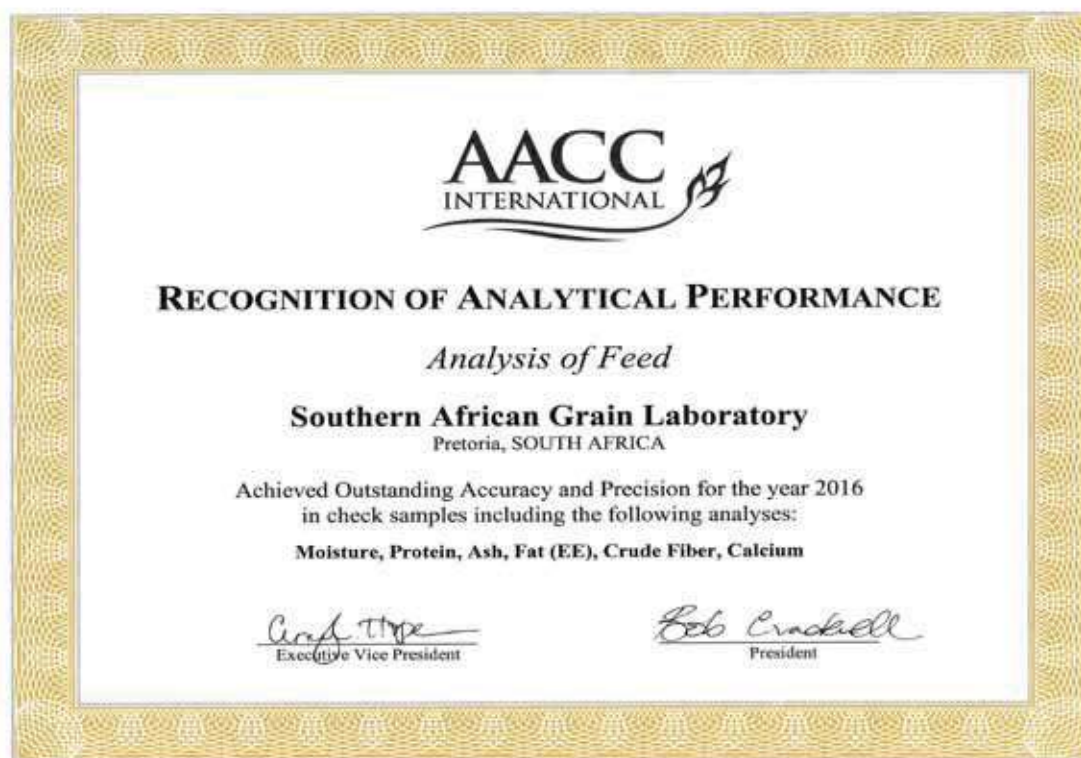 AACC
INTERNATIONAL
RECOGNITION OF ANALYTICAL PERFORMANCE
Analysis of Feed
Southern African Grain Laboratory
Pretoria, SOUTH AFRICA
Achieved Outstanding Accuracy and Precision for the year 2016
in check samples including the following analyses:
Moisture, Protein, Ash, Fat (EE), Crude Fiber, Calcium
Bob
Executive Vice President
President